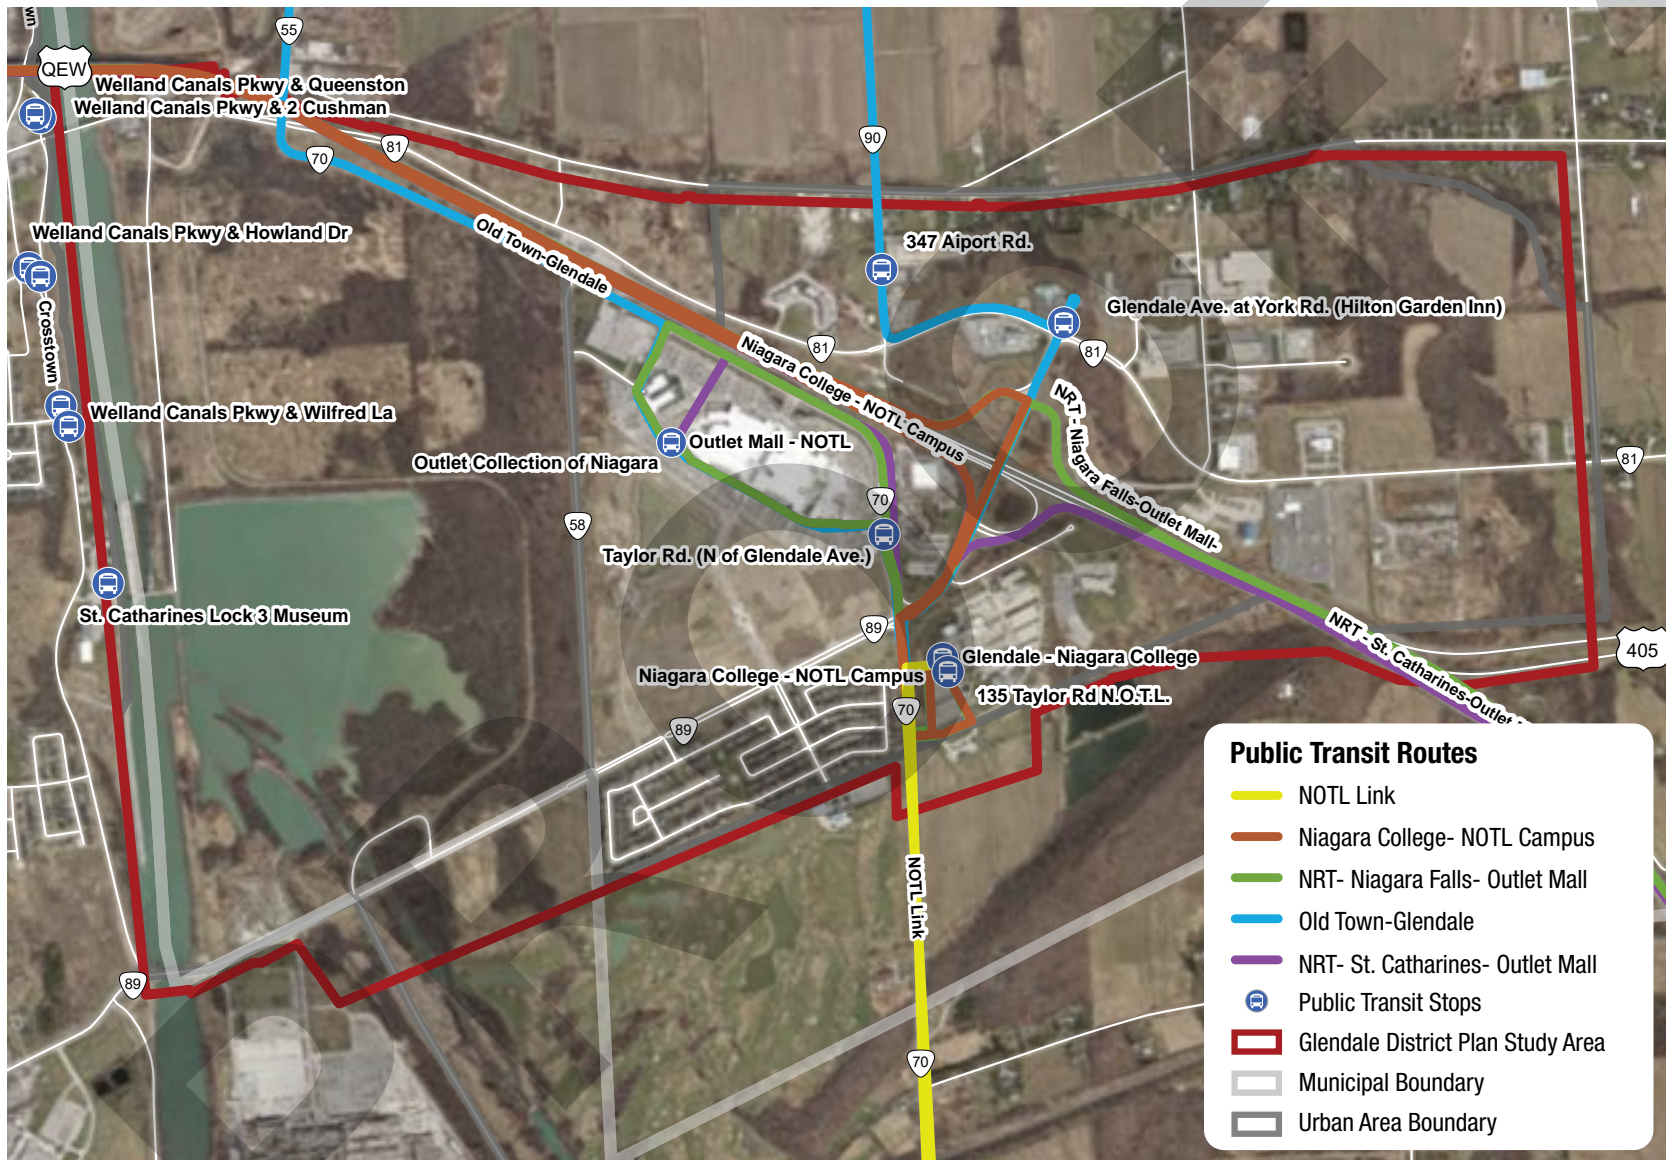 own
55
QEW
Welland Canals Pkwy & Queenston
Welland Canals Pkwy & 2 Cushman
90
81
70
Welland Canals Pkwy & Howland Dr
Old Town-Glendale
347 Aiport Rd.
Crosstown
Glendale Ave. at York Rd. (Hilton Garden Inn)
81
81
Niagara College - NOTL Campus
NRT - Niagara Falls-Outlet Mall-
Welland Canals Pkwy & Wilfred La
Outlet Mall - NOTL
Outlet Collection of Niagara
81
70
58
Taylor Rd. (N of Glendale Ave.)
St. Catharines Lock 3 Museum
89
NRT - St. Catharines-Outlet
405
Glendale - Niagara College
Niagara College - NOTL Campus
135 Taylor Rd N.O.T.L.
70
89
NOTL Link
89
70
Public Transit Routes
NOTL Link
Niagara College- NOTL Campus
NRT- Niagara Falls- Outlet Mall
Old Town-Glendale
NRT- St. Catharines- Outlet Mall
Public Transit Stops
Glendale District Plan Study Area
Municipal Boundary
Urban Area Boundary